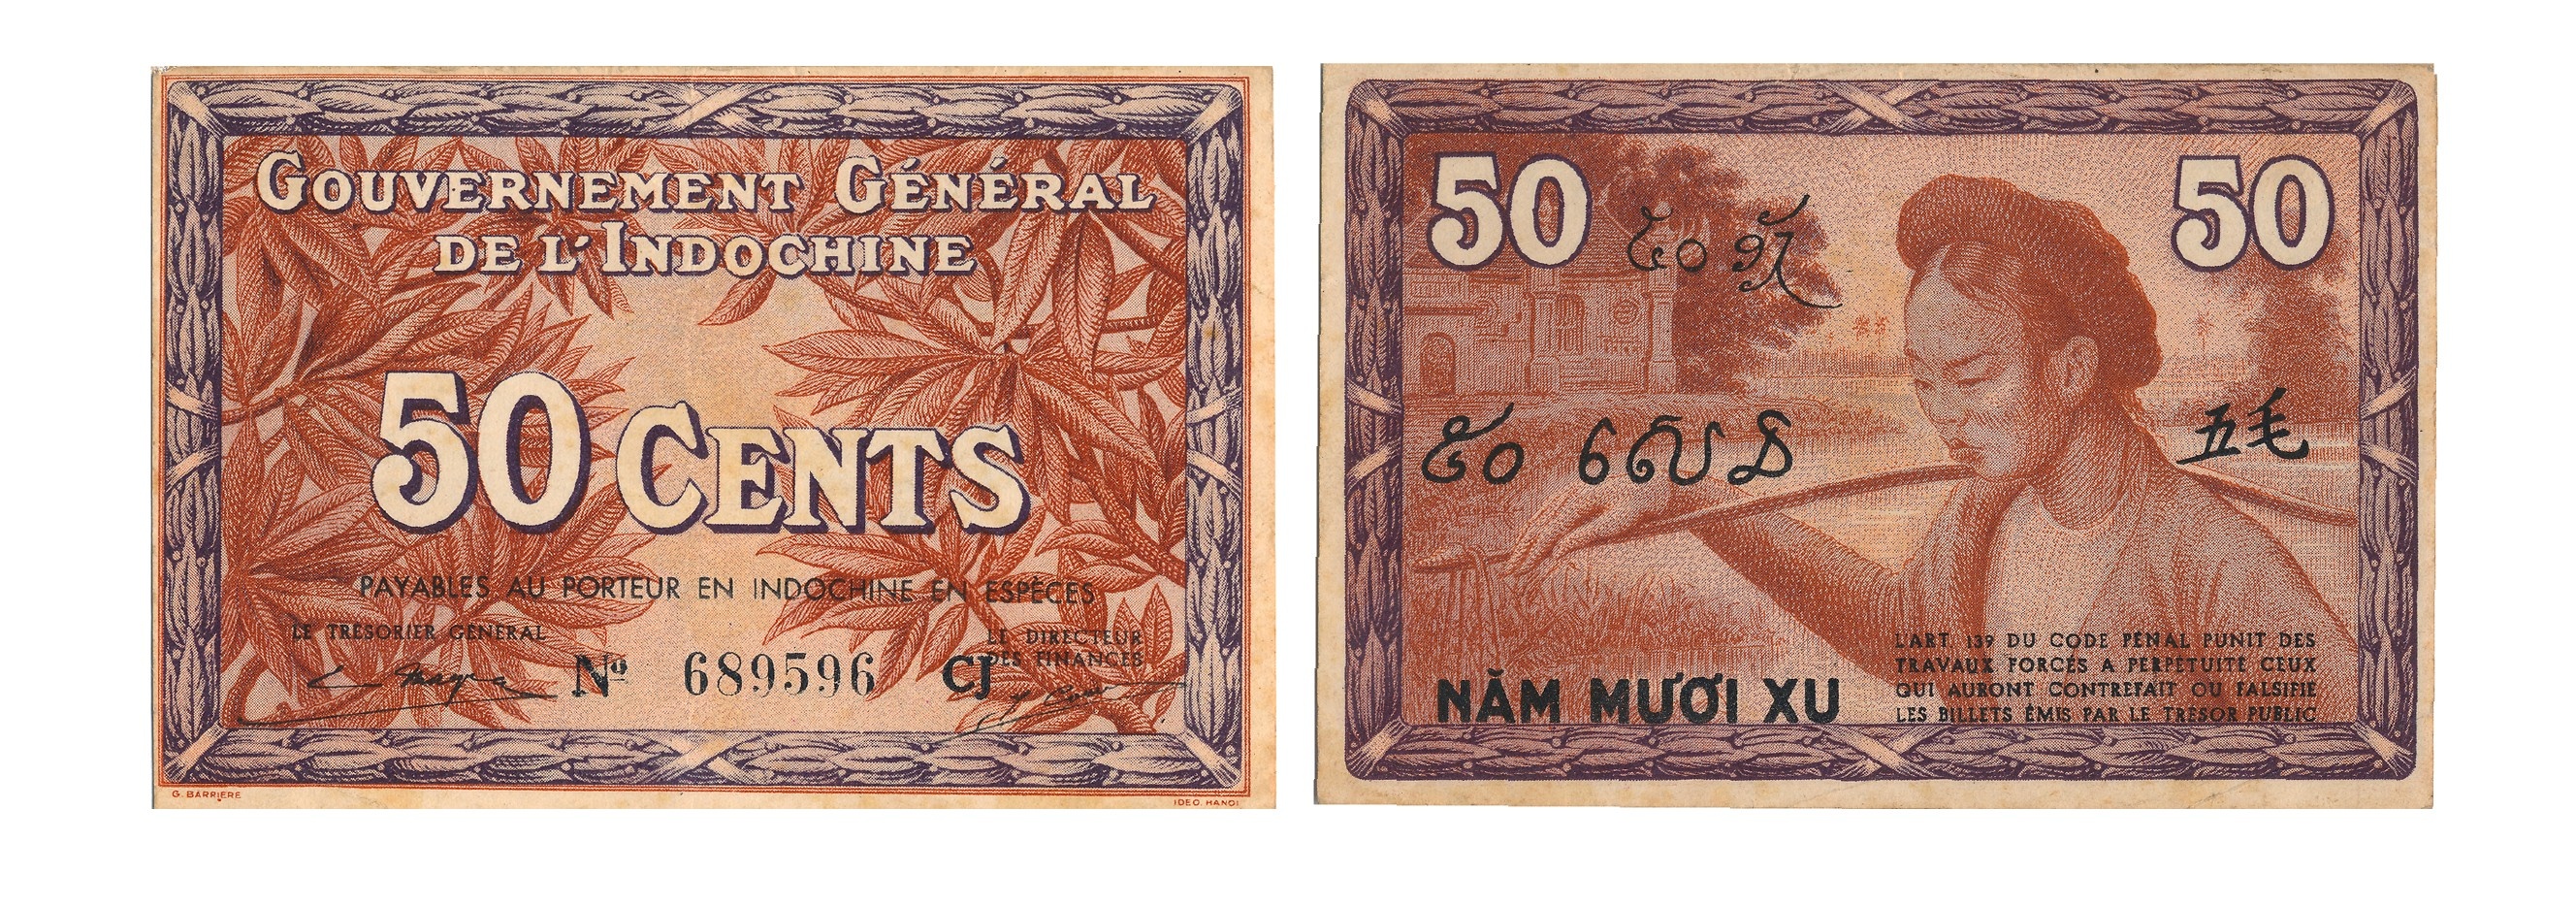 GOUVERNEMENT GÉNÉRAL
DE L'INDOCHINE
50 CENTS
PAYABLES AU PORTEUR EN INDOCHINE EN ESPÈCES
LE TRÉSORIER GÉNÉRAL
LE DIRECTEUR
DES FINANCES
Nº 689596 CJ
G. BARRIERE
IDEO. HANOI
50
50
五毛
NĂM MƯƠI XU
L'ART. 139 DU CODE PÉNAL PUNIT DES
TRAVAUX FORCÉS A PERPÉTUITÉ CEUX
QUI AURONT CONTREFAIT OU FALSIFIÉ
LES BILLETS ÉMIS PAR LE TRÉSOR PUBLIC